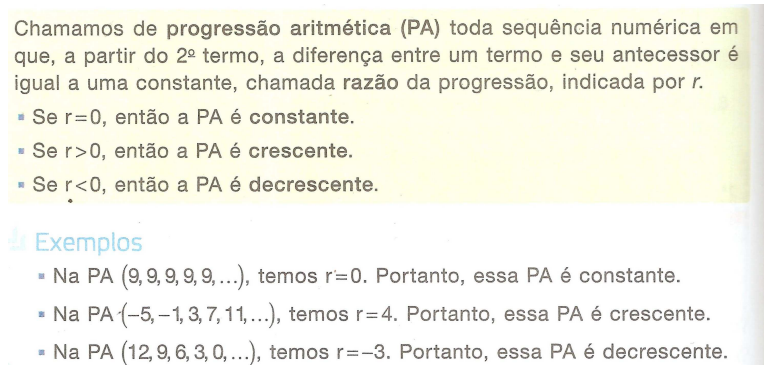 Chamamos de progressão aritmética (PA) toda sequência numérica em
que, a partir do 2º termo, a diferença entre um termo e seu antecessor é
igual a uma constante, chamada razão da progressão, indicada por r.
▪ Se r=0, então a PA é constante.
▪ Se r>0, então a PA é crescente.
▪ Se r<0, então a PA é decrescente.
Exemplos
▪ Na PA (9, 9, 9, 9, 9, ...), temos r=0. Portanto, essa PA é constante.
▪ Na PA (–5, –1, 3, 7, 11, ...), temos r=4. Portanto, essa PA é crescente.
▪ Na PA (12, 9, 6, 3, 0, ...), temos r=–3. Portanto, essa PA é decrescente.